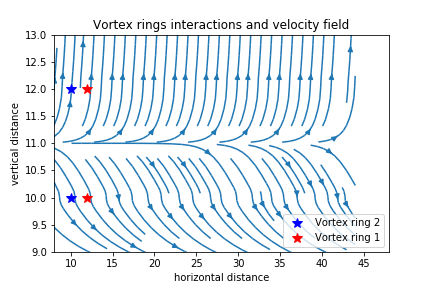 Vortex rings interactions and velocity field
vertical distance
13.0
12.5
12.0
11.5
11.0
10.5
10.0
9.5
9.0
10 15 20 25 30 35 40 45
horizontal distance
Vortex ring 2
Vortex ring 1